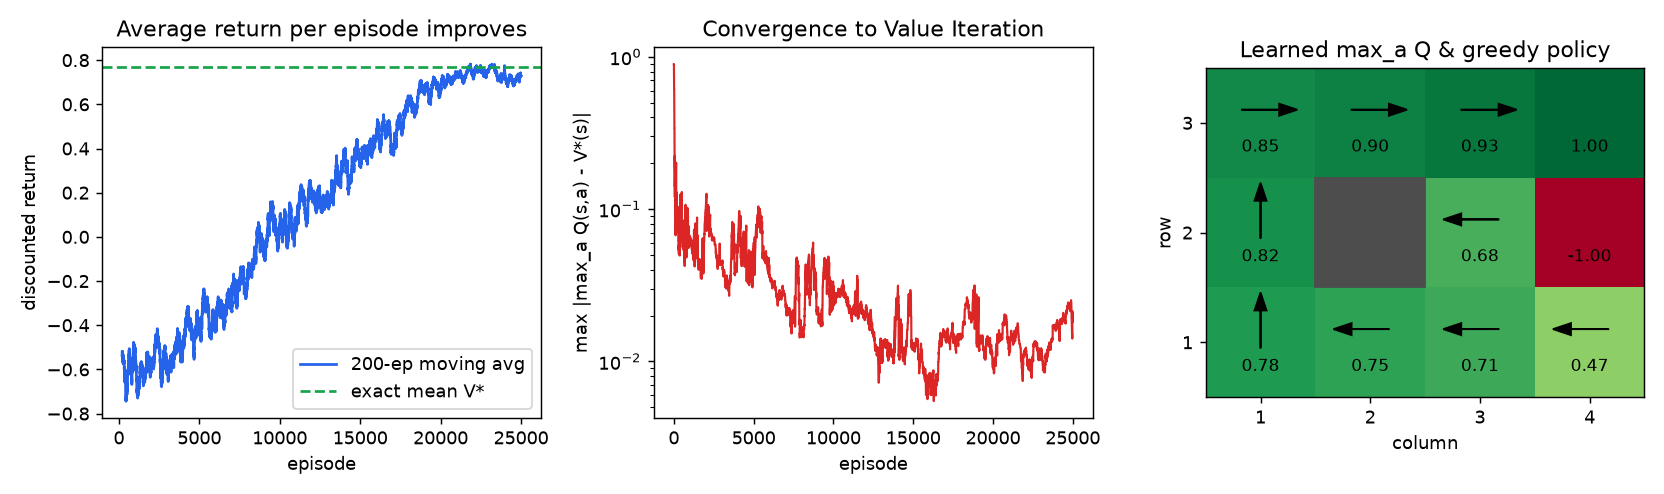 Average return per episode improves
discounted return
0.8
0.6
0.4
0.2
0.0
−0.2
−0.4
−0.6
−0.8
200-ep moving avg
exact mean V*
0 5000 10000 15000 20000 25000
episode
Convergence to Value Iteration
max |max_a Q(s,a) - V*(s)|
10⁰
10⁻¹
10⁻²
0 5000 10000 15000 20000 25000
episode
Learned max_a Q & greedy policy
row
3
0.85 0.90 0.93 1.00
2
0.82 0.68 -1.00
1
0.78 0.75 0.71 0.47
1 2 3 4
column